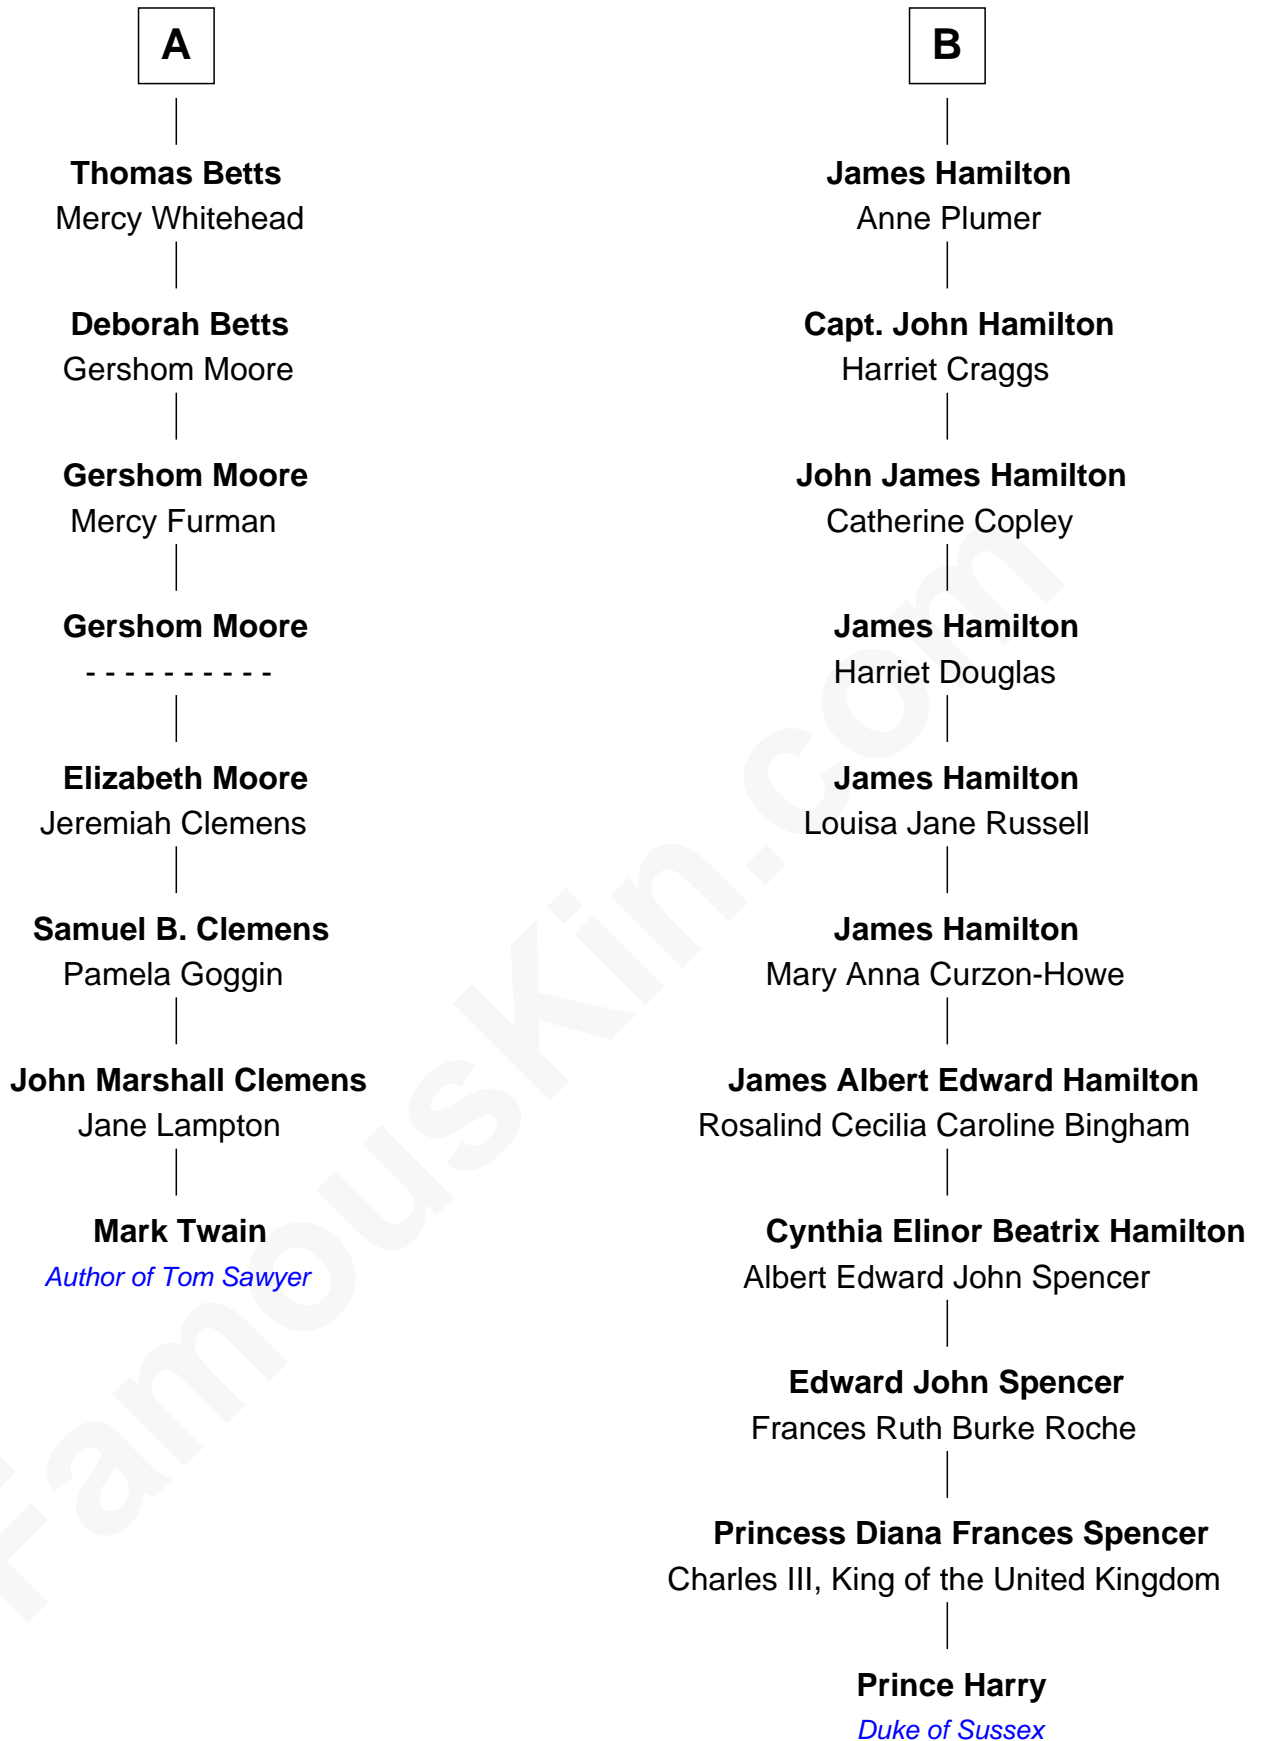 A
Thomas Betts
Mercy Whitehead
Deborah Betts
Gershom Moore
Gershom Moore
Mercy Furman
Gershom Moore
- - - - - - - - - -
Elizabeth Moore
Jeremiah Clemens
Samuel B. Clemens
Pamela Goggin
John Marshall Clemens
Jane Lampton
Mark Twain
Author of Tom Sawyer
B
James Hamilton
Anne Plumer
Capt. John Hamilton
Harriet Craggs
John James Hamilton
Catherine Copley
James Hamilton
Harriet Douglas
James Hamilton
Louisa Jane Russell
James Hamilton
Mary Anna Curzon-Howe
James Albert Edward Hamilton
Rosalind Cecilia Caroline Bingham
Cynthia Elinor Beatrix Hamilton
Albert Edward John Spencer
Edward John Spencer
Frances Ruth Burke Roche
Princess Diana Frances Spencer
Charles III, King of the United Kingdom
Prince Harry
Duke of Sussex
FamousKin.com